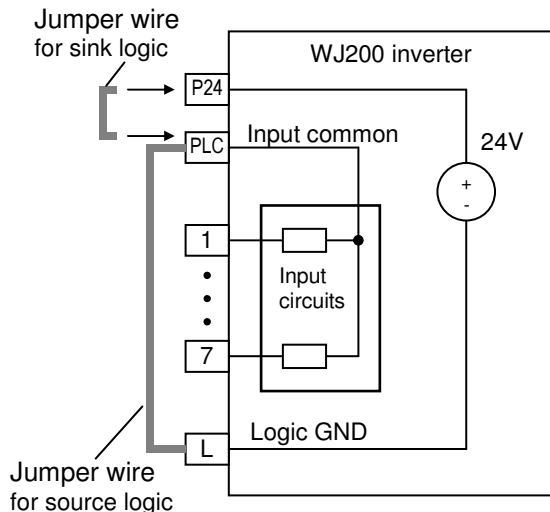 Jumper wire
for sink logic
WJ200 inverter
P24
PLC
Input common
24V
+
-
1
Input
circuits
7
L
Logic GND
Jumper wire
for source logic